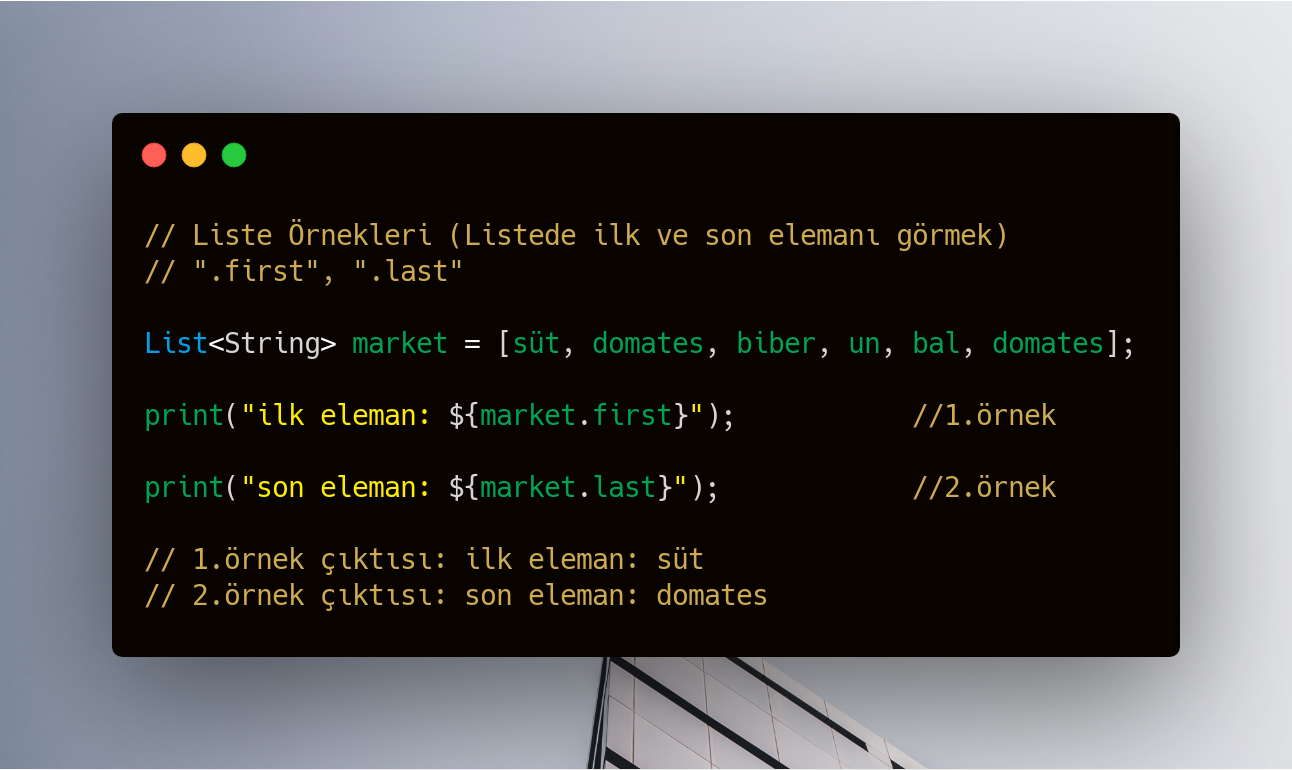 // Liste Örnekleri (Listede ilk ve son elemanı görmek)
// ".first", ".last"
List<String> market = [süt, domates, biber, un, bal, domates];
print("ilk eleman: ${market.first}"); //1.örnek
print("son eleman: ${market.last}"); //2.örnek
// 1.örnek çıktısı: ilk eleman: süt
// 2.örnek çıktısı: son eleman: domates